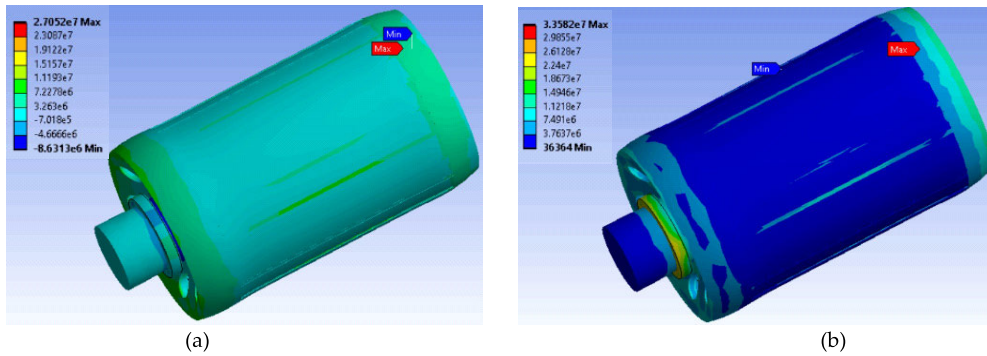 2.7052e7 Max
2.3087e7
1.9122e7
1.5157e7
1.1193e7
7.2278e6
3.263e6
-7.018e5
-4.6666e6
-8.6313e6 Min
Min
Max
(a)
3.3582e7 Max
2.9855e7
2.6128e7
2.24e7
1.8673e7
1.4946e7
1.1218e7
7.491e6
3.7637e6
36364 Min
Min
Max
(b)